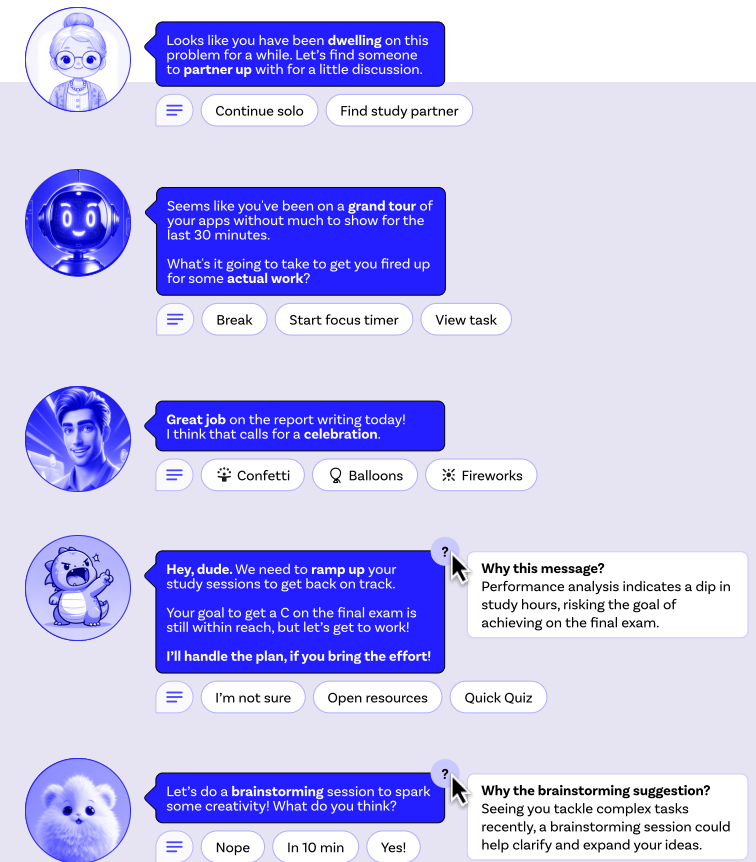 Looks like you have been dwelling on this
problem for a while. Let's find someone
to partner up with for a little discussion.
Continue solo
Find study partner
Seems like you've been on a grand tour of
your apps without much to show for the
last 30 minutes.
What's it going to take to get you fired up
for some actual work?
Break
Start focus timer
View task
Great job on the report writing today!
I think that calls for a celebration.
Confetti
Balloons
Fireworks
Hey, dude. We need to ramp up your
study sessions to get back on track.
Your goal to get a C on the final exam is
still within reach, but let's get to work!
I'll handle the plan, if you bring the effort!
?
Why this message?
Performance analysis indicates a dip in
study hours, risking the goal of
achieving on the final exam.
I'm not sure
Open resources
Quick Quiz
Let's do a brainstorming session to spark
some creativity! What do you think?
?
Why the brainstorming suggestion?
Seeing you tackle complex tasks
recently, a brainstorming session could
help clarify and expand your ideas.
Nope
In 10 min
Yes!